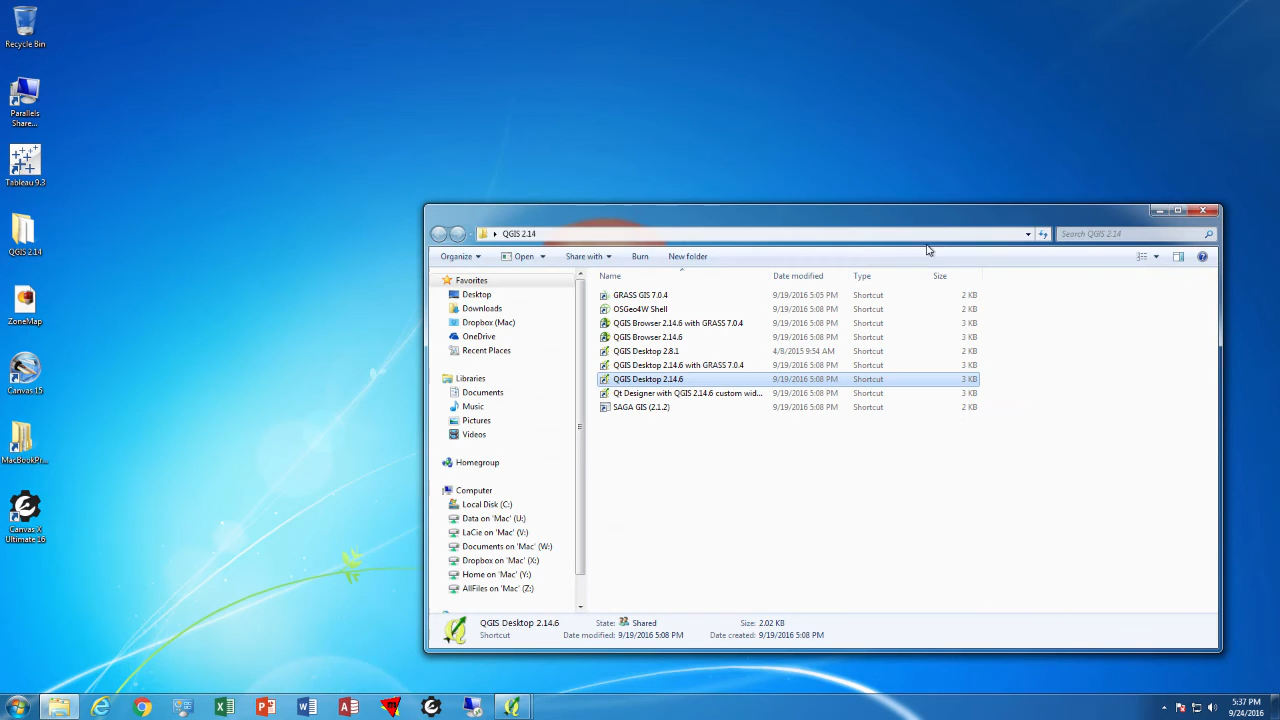 Recycle Bin
Parallels
Share...
Tableau 9.3
QGIS 2.14
ZoneMap
Canvas 15
MacBookPr...
Canvas X
Ultimate 16
QGIS 2.14
Search QGIS 2.14
Organize Open Share with Burn New folder
Favorites
Desktop
Downloads
Dropbox (Mac)
OneDrive
Recent Places
Libraries
Documents
Music
Pictures
Videos
Homegroup
Computer
Local Disk (C:)
Data on 'Mac' (U:)
LaCie on 'Mac' (V:)
Documents on 'Mac' (W:)
Dropbox on 'Mac' (X:)
Home on 'Mac' (Y:)
AllFiles on 'Mac' (Z:)
Name Date modified Type Size
GRASS GIS 7.0.4 9/19/2016 5:05 PM Shortcut 2 KB
OSGeo4W Shell 9/19/2016 5:08 PM Shortcut 2 KB
QGIS Browser 2.14.6 with GRASS 7.0.4 9/19/2016 5:08 PM Shortcut 3 KB
QGIS Browser 2.14.6 9/19/2016 5:08 PM Shortcut 3 KB
QGIS Desktop 2.8.1 4/8/2015 9:54 AM Shortcut 2 KB
QGIS Desktop 2.14.6 with GRASS 7.0.4 9/19/2016 5:08 PM Shortcut 3 KB
QGIS Desktop 2.14.6 9/19/2016 5:08 PM Shortcut 3 KB
Qt Designer with QGIS 2.14.6 custom wid... 9/19/2016 5:08 PM Shortcut 3 KB
SAGA GIS (2.1.2) 9/19/2016 5:08 PM Shortcut 2 KB
QGIS Desktop 2.14.6 State: Shared Size: 2.02 KB
Shortcut Date modified: 9/19/2016 5:08 PM Date created: 9/19/2016 5:08 PM
5:37 PM
9/24/2016